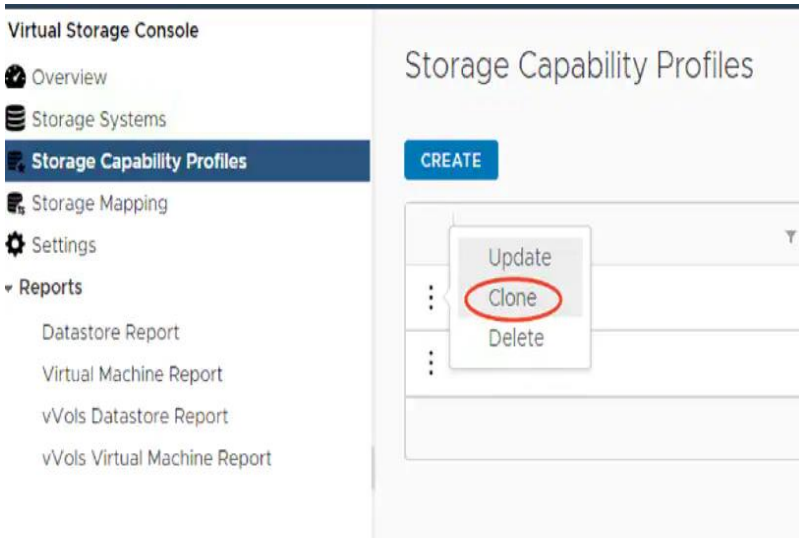 Virtual Storage Console
Overview
Storage Systems
Storage Capability Profiles
Storage Mapping
Settings
Reports
Datastore Report
Virtual Machine Report
vVols Datastore Report
vVols Virtual Machine Report
Storage Capability Profiles
CREATE
Update
Clone
Delete